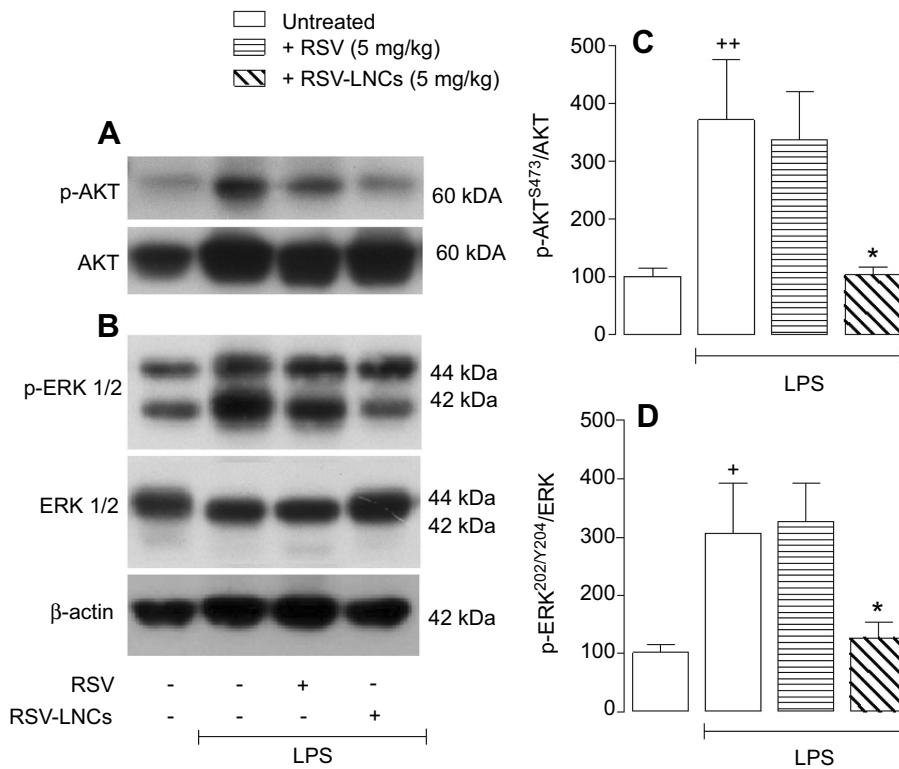 Untreated
+ RSV (5 mg/kg)
+ RSV-LNCs (5 mg/kg)
A
p-AKT
60 kDA
AKT
60 kDA
B
p-ERK 1/2
44 kDa
42 kDa
ERK 1/2
44 kDa
42 kDa
β-actin
42 kDa
RSV - - + -
RSV-LNCs - - - +
LPS
C
p-AKT^S473/AKT
500
400
300
200
100
0
++
*
LPS
D
p-ERK^202/Y204/ERK
500
400
300
200
100
0
+
*
LPS